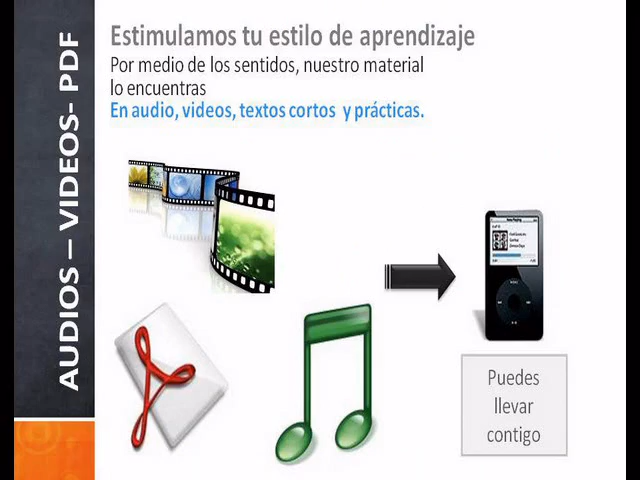 AUDIOS – VIDEOS- PDF
Estimulamos tu estilo de aprendizaje
Por medio de los sentidos, nuestro material
lo encuentras
En audio, videos, textos cortos y prácticas.
Puedes
llevar
contigo